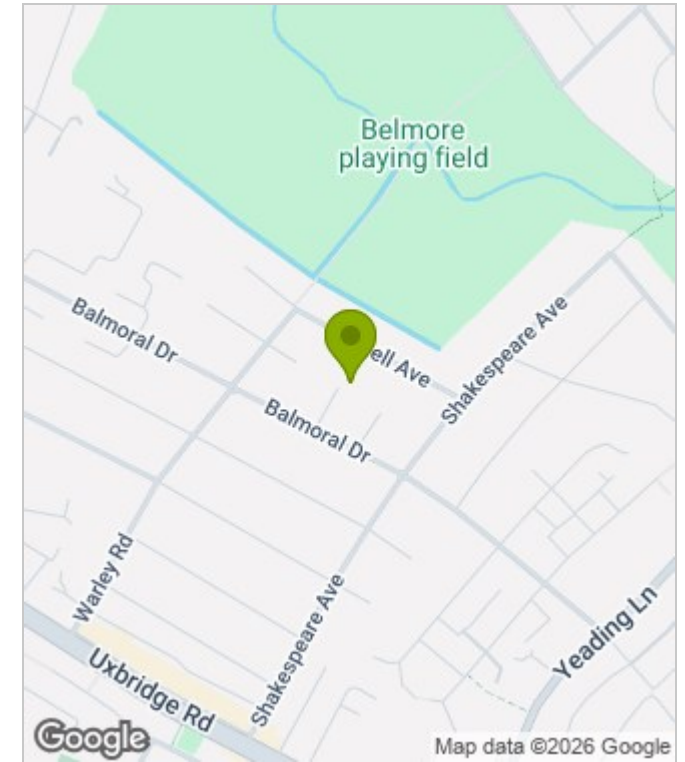 Belmore
playing field
Balmoral Dr
ell Ave
Shakespeare Ave
Balmoral Dr
Warley Rd
Shakespeare Ave
Yeading Ln
Uxbridge Rd
Google
Map data ©2026 Google